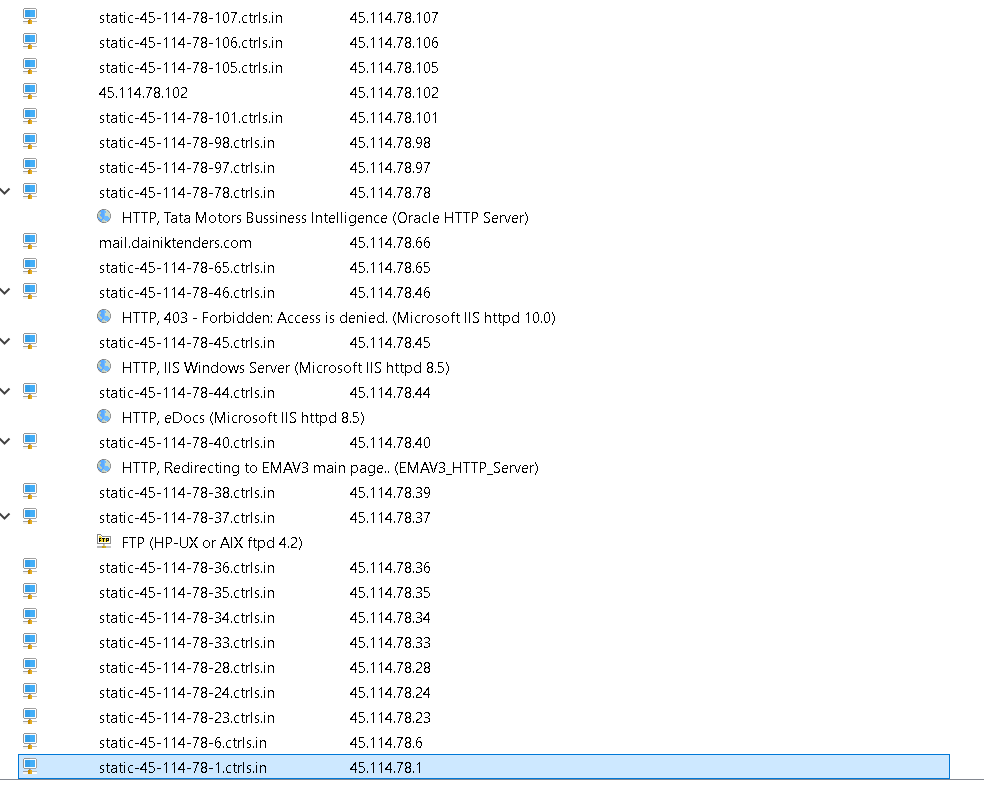 static-45-114-78-107.ctrls.in 45.114.78.107
static-45-114-78-106.ctrls.in 45.114.78.106
static-45-114-78-105.ctrls.in 45.114.78.105
45.114.78.102 45.114.78.102
static-45-114-78-101.ctrls.in 45.114.78.101
static-45-114-78-98.ctrls.in 45.114.78.98
static-45-114-78-97.ctrls.in 45.114.78.97
static-45-114-78-78.ctrls.in 45.114.78.78
HTTP, Tata Motors Bussiness Intelligence (Oracle HTTP Server)
mail.dainiktenders.com 45.114.78.66
static-45-114-78-65.ctrls.in 45.114.78.65
static-45-114-78-46.ctrls.in 45.114.78.46
HTTP, 403 - Forbidden: Access is denied. (Microsoft IIS httpd 10.0)
static-45-114-78-45.ctrls.in 45.114.78.45
HTTP, IIS Windows Server (Microsoft IIS httpd 8.5)
static-45-114-78-44.ctrls.in 45.114.78.44
HTTP, eDocs (Microsoft IIS httpd 8.5)
static-45-114-78-40.ctrls.in 45.114.78.40
HTTP, Redirecting to EMAV3 main page.. (EMAV3_HTTP_Server)
static-45-114-78-38.ctrls.in 45.114.78.39
static-45-114-78-37.ctrls.in 45.114.78.37
FTP FTP (HP-UX or AIX ftpd 4.2)
static-45-114-78-36.ctrls.in 45.114.78.36
static-45-114-78-35.ctrls.in 45.114.78.35
static-45-114-78-34.ctrls.in 45.114.78.34
static-45-114-78-33.ctrls.in 45.114.78.33
static-45-114-78-28.ctrls.in 45.114.78.28
static-45-114-78-24.ctrls.in 45.114.78.24
static-45-114-78-23.ctrls.in 45.114.78.23
static-45-114-78-6.ctrls.in 45.114.78.6
static-45-114-78-1.ctrls.in 45.114.78.1